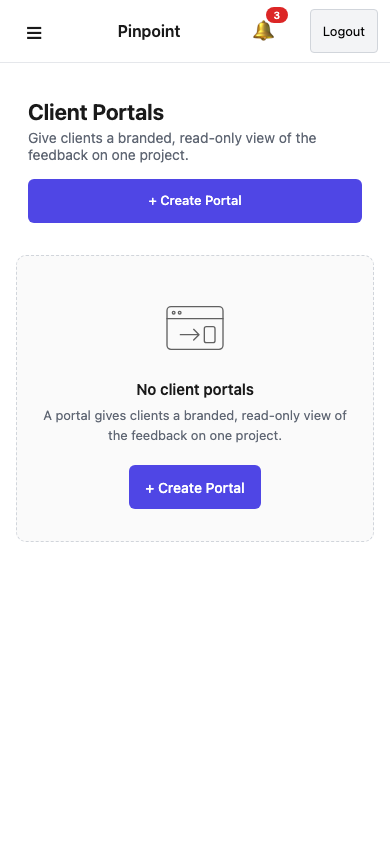 Pinpoint
3
Logout
Client Portals
Give clients a branded, read-only view of the
feedback on one project.
+ Create Portal
No client portals
A portal gives clients a branded, read-only view of
the feedback on one project.
+ Create Portal